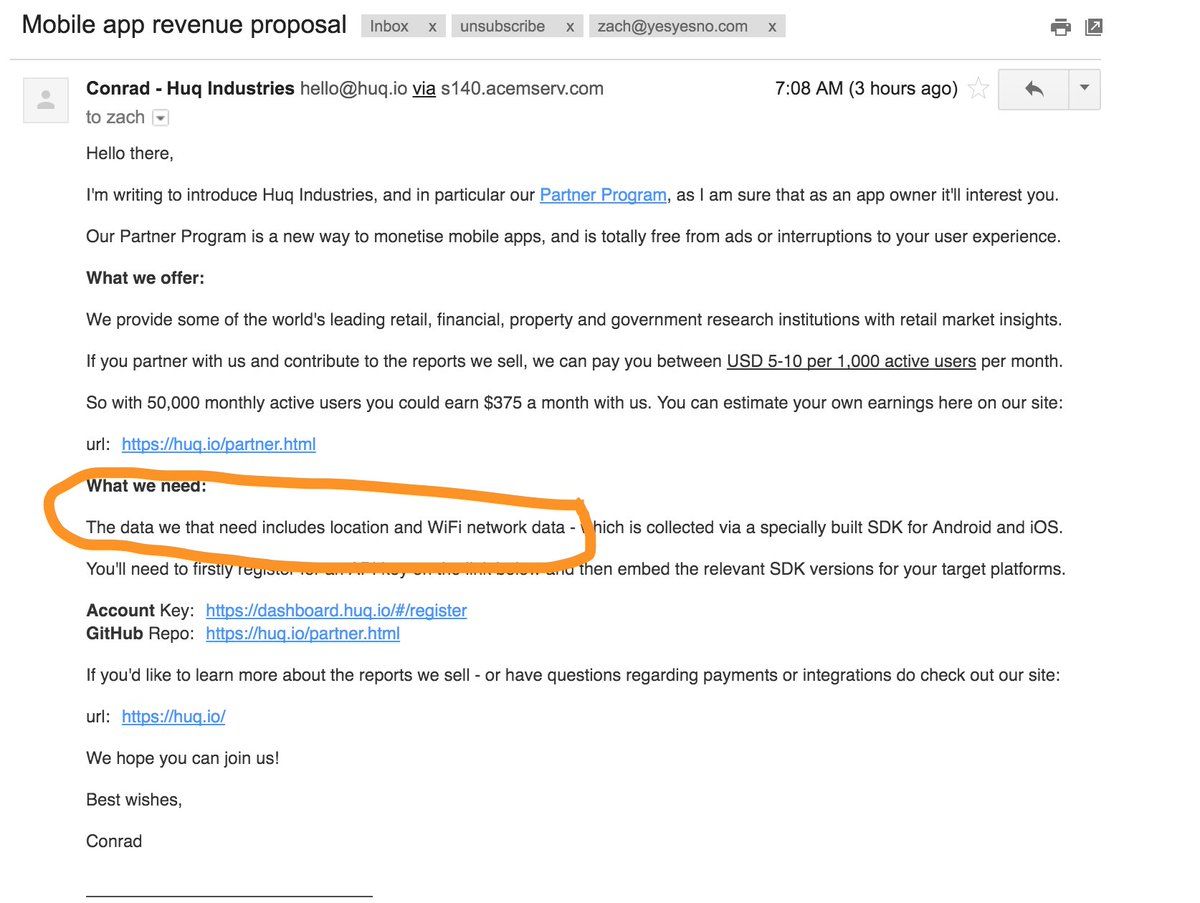 Mobile app revenue proposal Inbox x unsubscribe x zach@yesyesno.com x
Conrad - Huq Industries hello@huq.io via s140.acemserv.com 7:08 AM (3 hours ago)
to zach
Hello there,
I'm writing to introduce Huq Industries, and in particular our Partner Program, as I am sure that as an app owner it'll interest you.
Our Partner Program is a new way to monetise mobile apps, and is totally free from ads or interruptions to your user experience.
What we offer:
We provide some of the world's leading retail, financial, property and government research institutions with retail market insights.
If you partner with us and contribute to the reports we sell, we can pay you between USD 5-10 per 1,000 active users per month.
So with 50,000 monthly active users you could earn $375 a month with us. You can estimate your own earnings here on our site:
url: https://huq.io/partner.html
What we need:
The data we that need includes location and WiFi network data - which is collected via a specially built SDK for Android and iOS.
You'll need to firstly register for an API key on the link below and then embed the relevant SDK versions for your target platforms.
Account Key: https://dashboard.huq.io/#/register
GitHub Repo: https://huq.io/partner.html
If you'd like to learn more about the reports we sell - or have questions regarding payments or integrations do check out our site:
url: https://huq.io/
We hope you can join us!
Best wishes,
Conrad